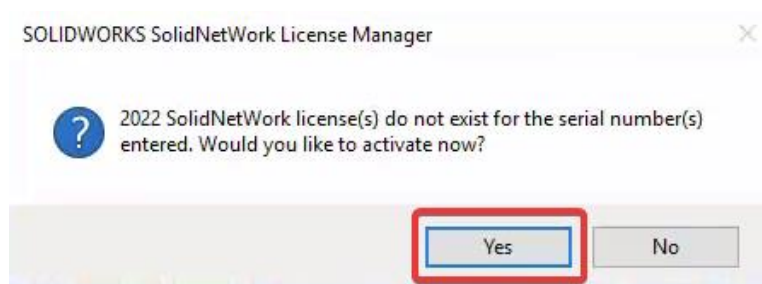 SOLIDWORKS SolidNetWork License Manager
2022 SolidNetWork license(s) do not exist for the serial number(s)
entered. Would you like to activate now?
Yes No